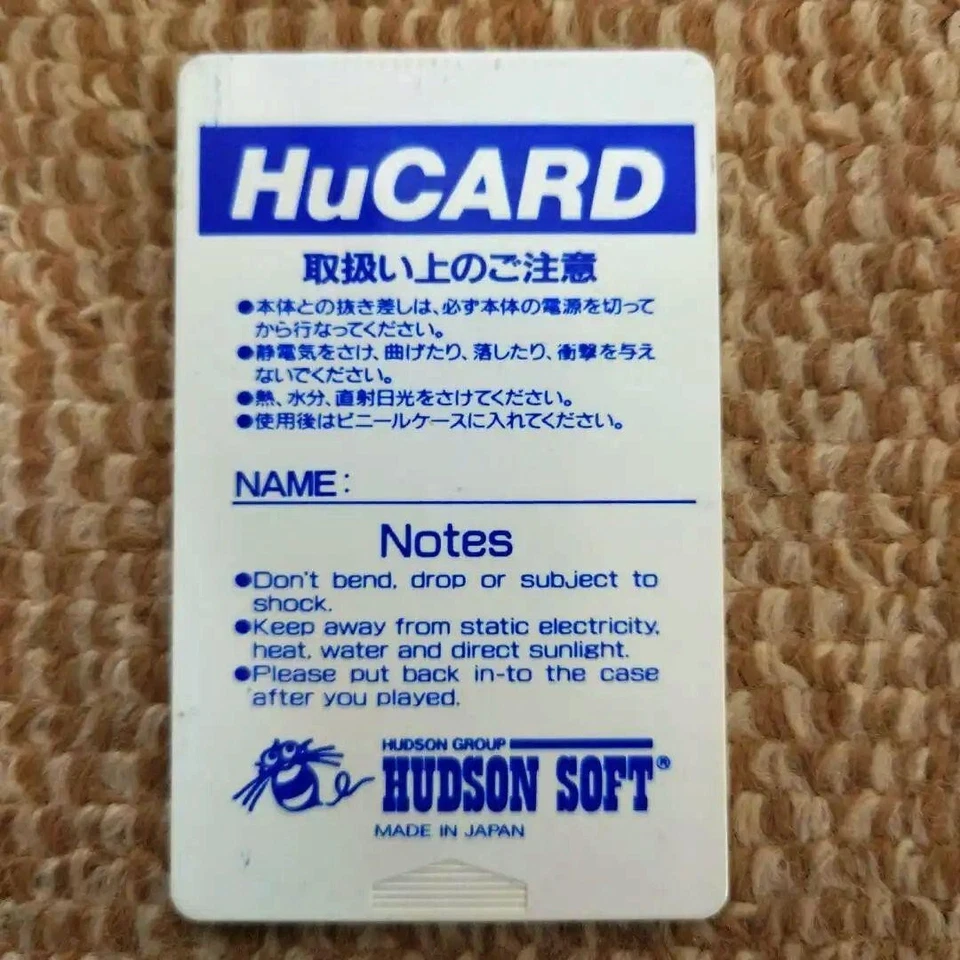 HuCARD
取扱い上のご注意
●本体との抜き差しは、必ず本体の電源を切って
から行なってください。
●静電気をさけ、曲げたり、落したり、衝撃を与え
ないでください。
●熱、水分、直射日光をさけてください。
●使用後はビニールケースに入れてください。
NAME:
Notes
●Don't bend, drop or subject to
shock.
●Keep away from static electricity,
heat, water and direct sunlight.
●Please put back in-to the case
after you played.
HUDSON GROUP
HUDSON SOFT®
MADE IN JAPAN